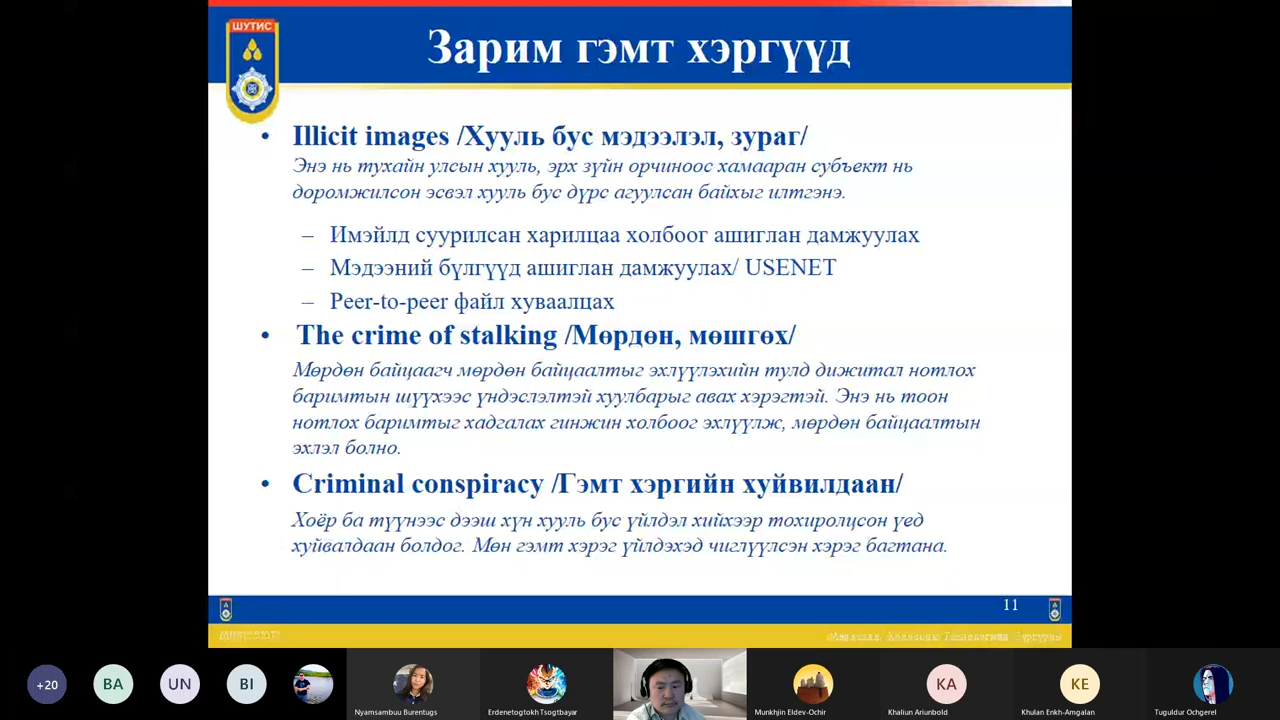 ШУТИС
Зарим гэмт хэргүүд
• Illicit images /Хууль бус мэдээлэл, зураг/
Энэ нь тухайн улсын хууль, эрх зүйн орчиноос хамааран субъект нь
доромжилсон эсвэл хууль бус дүрс агуулсан байхыг илтгэнэ.
– Имэйлд суурилсан харилцаа холбоог ашиглан дамжуулах
– Мэдээний бүлгүүд ашиглан дамжуулах/ USENET
– Peer-to-peer файл хуваалцах
• The crime of stalking /Мөрдөн, мөшгөх/
Мөрдөн байцаагч мөрдөн байцаалтыг эхлүүлэхийн тулд дижитал нотлох
баримтын шүүхээс үндэслэлтэй хуулбарыг авах хэрэгтэй. Энэ нь тоон
нотлох баримтыг хадгалах гинжин холбоог эхлүүлж, мөрдөн байцаалтын
эхлэл болно.
• Criminal conspiracy /Гэмт хэргийн хуйвилдаан/
Хоёр ба түүнээс дээш хүн хууль бус үйлдэл хийхээр тохиролцсон үед
хуйвалдаан болдог. Мөн гэмт хэрэг үйлдэхэд чиглүүлсэн хэрэг багтана.
11
+20
BA
UN
BI
KA
KE
Nyamsambuu Burentugs
Erdenetogtokh Tsogtbayar
Munkhjin Eldev-Ochir
Khaliun Ariunbold
Khulan Enkh-Amgalan
Tuguldur Ochgerel